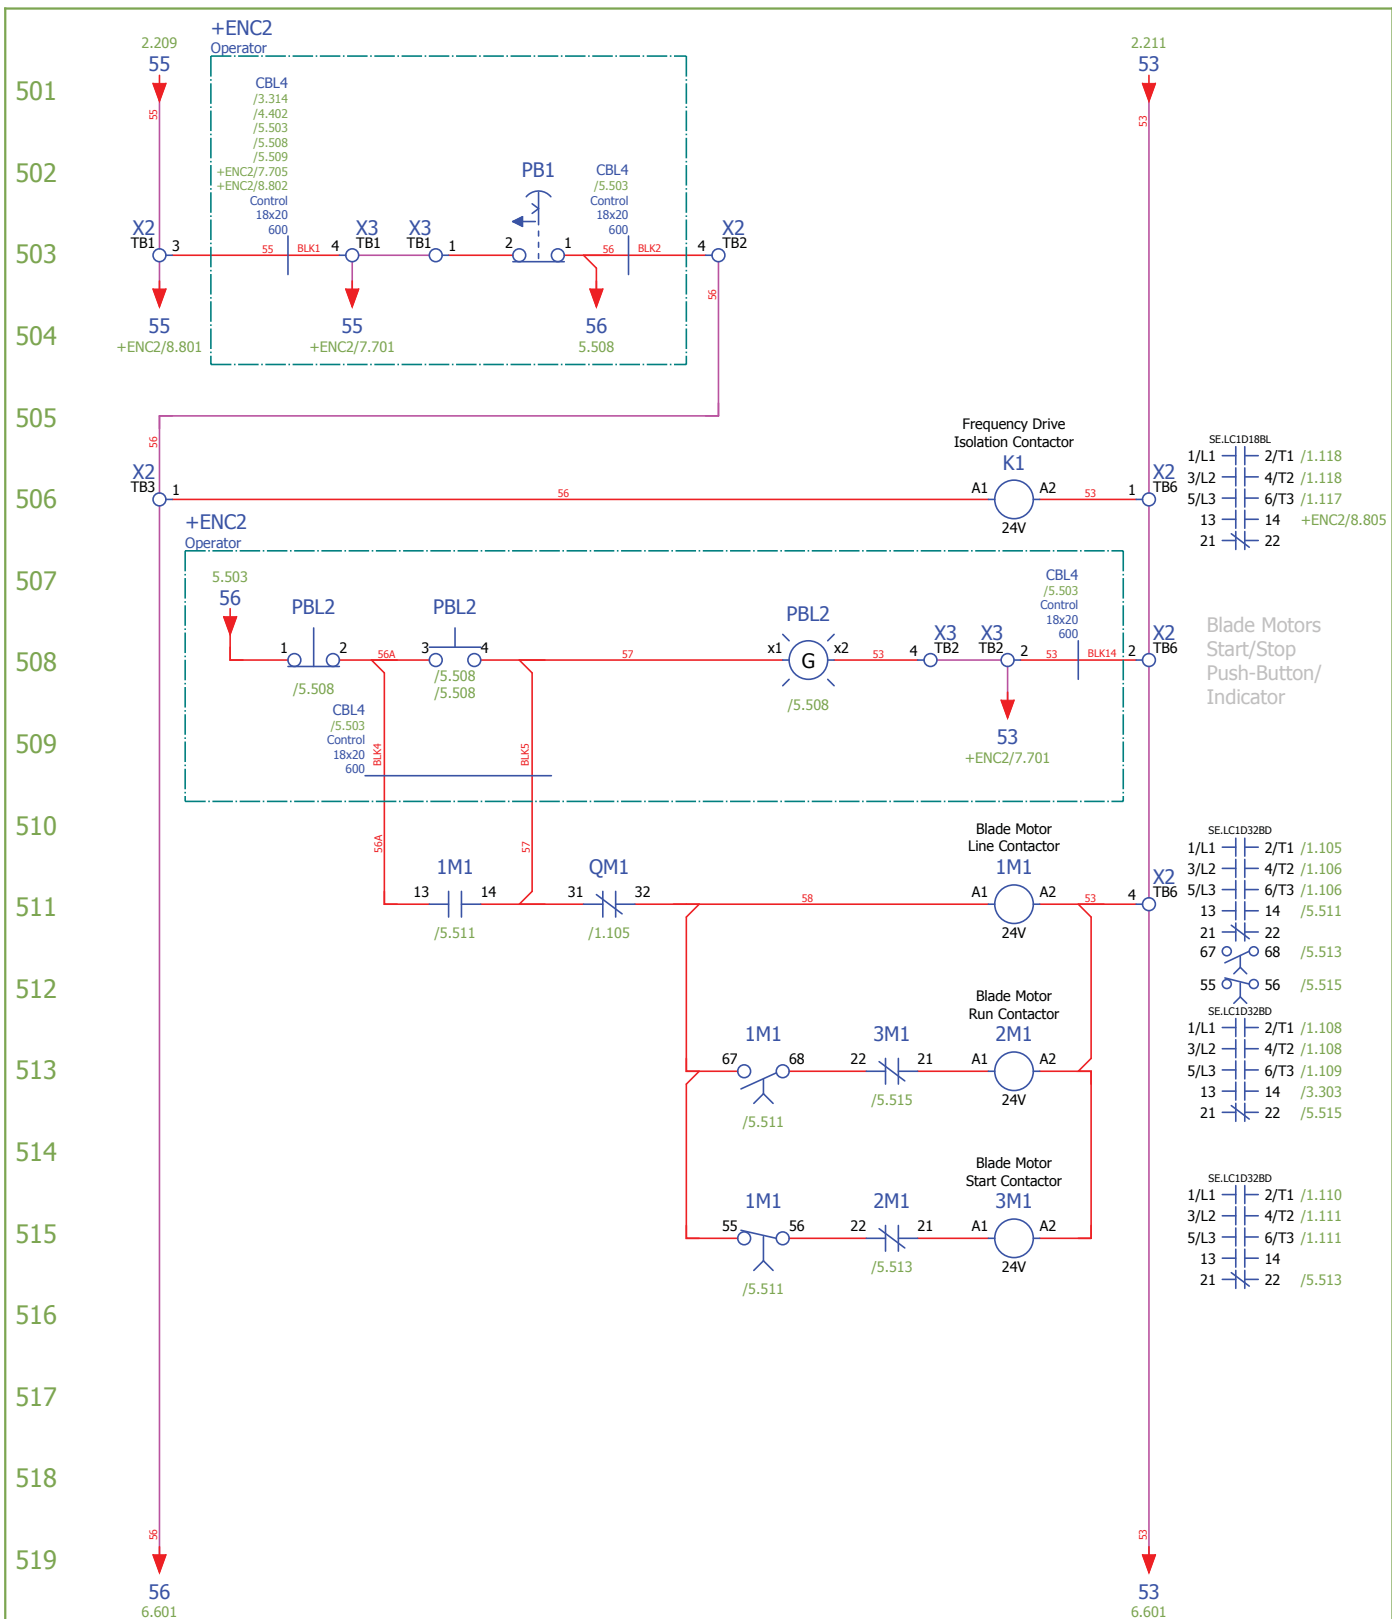 +ENC2
Operator
2.209
55
2.211
53
501
CBL4
/3.314
/4.402
/5.503
/5.508
/5.509
+ENC2/7.705
+ENC2/8.802
Control
18x20
600
55
53
502
PB1
CBL4
/5.503
Control
18x20
600
X2
TB1
3
55
BLK1
4
X3
TB1
X3
TB1
1
2
1
56
BLK2
4
X2
TB2
503
56
504
55
+ENC2/8.801
55
+ENC2/7.701
56
5.508
505
56
Frequency Drive
Isolation Contactor
K1
SE.LC1D18BL
1/L1 2/T1 /1.118
3/L2 4/T2 /1.118
5/L3 6/T3 /1.117
13 14 +ENC2/8.805
21 22
506
X2
TB3
1
56
A1
A2
24V
53
1
X2
TB6
+ENC2
Operator
507
5.503
56
PBL2
PBL2
PBL2
CBL4
/5.503
Control
18x20
600
508
1
2
56A
3
4
57
x1
G
x2
53
4
X3
TB2
X3
TB2
2
53
BLK14
2
X2
TB6
/5.508
/5.508
/5.508
/5.508
Blade Motors
Start/Stop
Push-Button/
Indicator
509
CBL4
/5.503
Control
18x20
600
BLK4
BLK5
53
+ENC2/7.701
510
56A
57
Blade Motor
Line Contactor
1M1
SE.LC1D32BD
1/L1 2/T1 /1.105
3/L2 4/T2 /1.106
5/L3 6/T3 /1.106
13 14 /5.511
21 22
67 68 /5.513
55 56 /5.515
511
1M1
13
14
/5.511
QM1
31
32
/1.105
58
A1
A2
24V
53
4
X2
TB6
512
Blade Motor
Run Contactor
2M1
SE.LC1D32BD
1/L1 2/T1 /1.108
3/L2 4/T2 /1.108
5/L3 6/T3 /1.109
13 14 /3.303
21 22 /5.515
513
1M1
67
68
/5.511
3M1
22
21
/5.515
A1
A2
24V
514
Blade Motor
Start Contactor
3M1
SE.LC1D32BD
1/L1 2/T1 /1.110
3/L2 4/T2 /1.111
5/L3 6/T3 /1.111
13 14
21 22 /5.513
515
1M1
55
56
/5.511
2M1
22
21
/5.513
A1
A2
24V
516
517
518
519
56
53
56
6.601
53
6.601